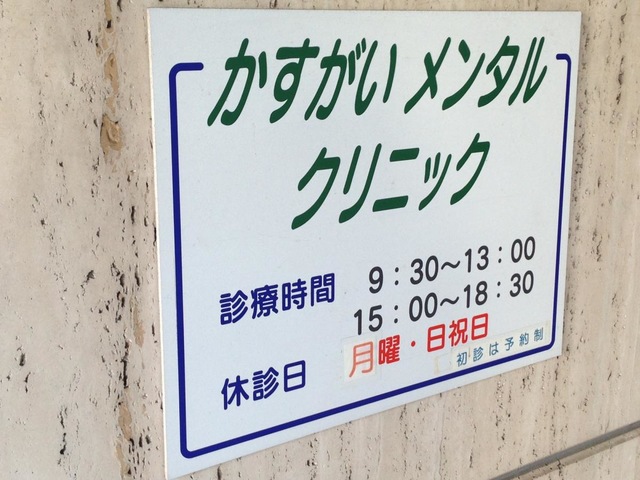 かすがい メンタル
クリニック
診療時間 9：30〜13：00
15：00〜18：30
休診日 月曜・日祝日
初診は予約制